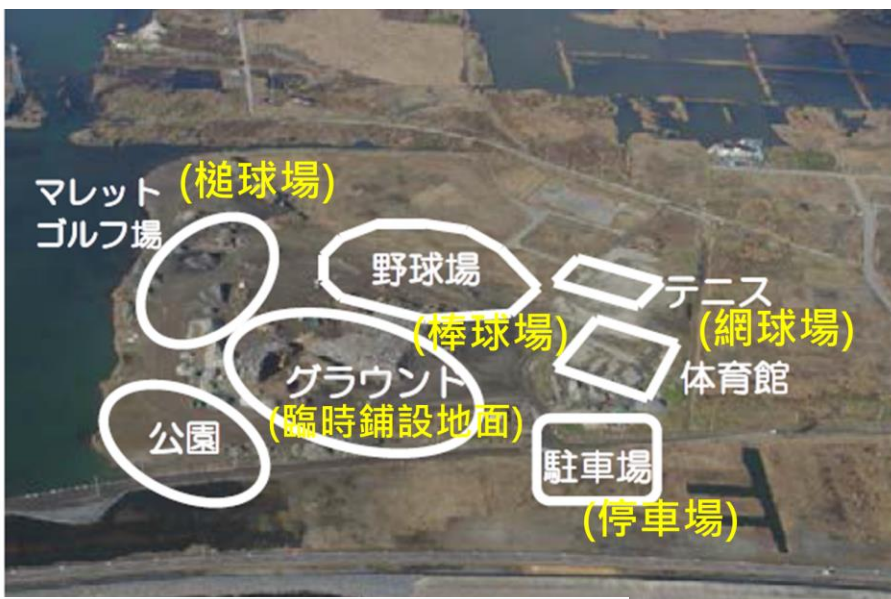 マレット
ゴルフ場
(槌球場)
野球場
(棒球場)
テニス
(網球場)
体育館
グラウンド
(臨時鋪設地面)
公園
駐車場
(停車場)